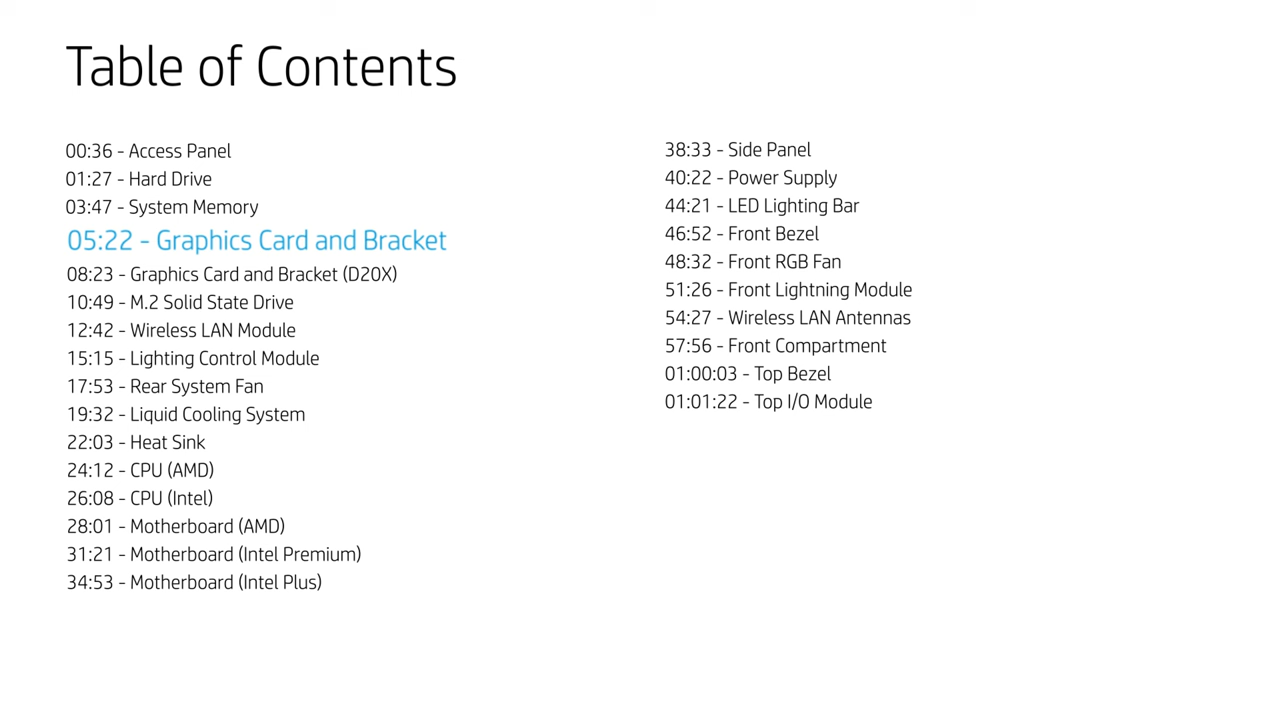 Table of Contents
00:36 - Access Panel
01:27 - Hard Drive
03:47 - System Memory
05:22 - Graphics Card and Bracket
08:23 - Graphics Card and Bracket (D20X)
10:49 - M.2 Solid State Drive
12:42 - Wireless LAN Module
15:15 - Lighting Control Module
17:53 - Rear System Fan
19:32 - Liquid Cooling System
22:03 - Heat Sink
24:12 - CPU (AMD)
26:08 - CPU (Intel)
28:01 - Motherboard (AMD)
31:21 - Motherboard (Intel Premium)
34:53 - Motherboard (Intel Plus)
38:33 - Side Panel
40:22 - Power Supply
44:21 - LED Lighting Bar
46:52 - Front Bezel
48:32 - Front RGB Fan
51:26 - Front Lightning Module
54:27 - Wireless LAN Antennas
57:56 - Front Compartment
01:00:03 - Top Bezel
01:01:22 - Top I/O Module